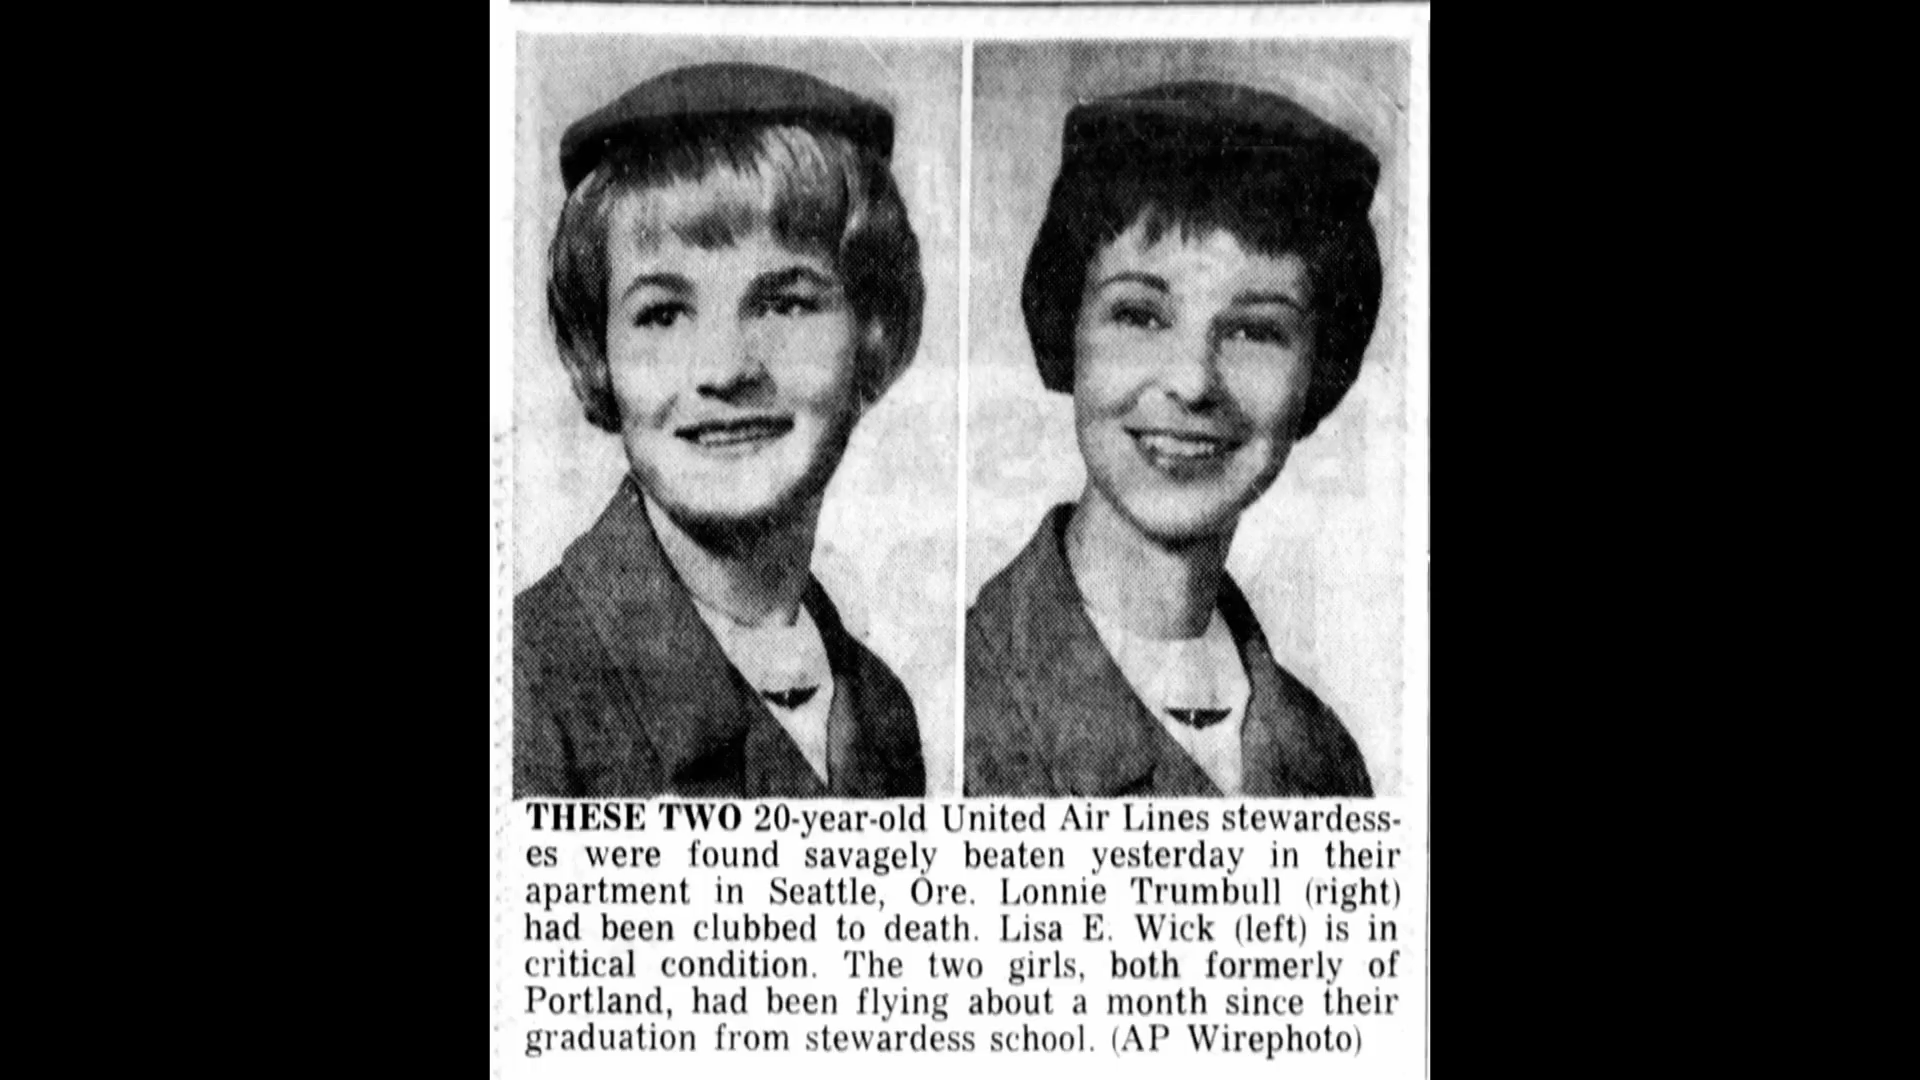 THESE TWO 20-year-old United Air Lines stewardess-
es were found savagely beaten yesterday in their
apartment in Seattle, Ore. Lonnie Trumbull (right)
had been clubbed to death. Lisa E. Wick (left) is in
critical condition. The two girls, both formerly of
Portland, had been flying about a month since their
graduation from stewardess school. (AP Wirephoto)